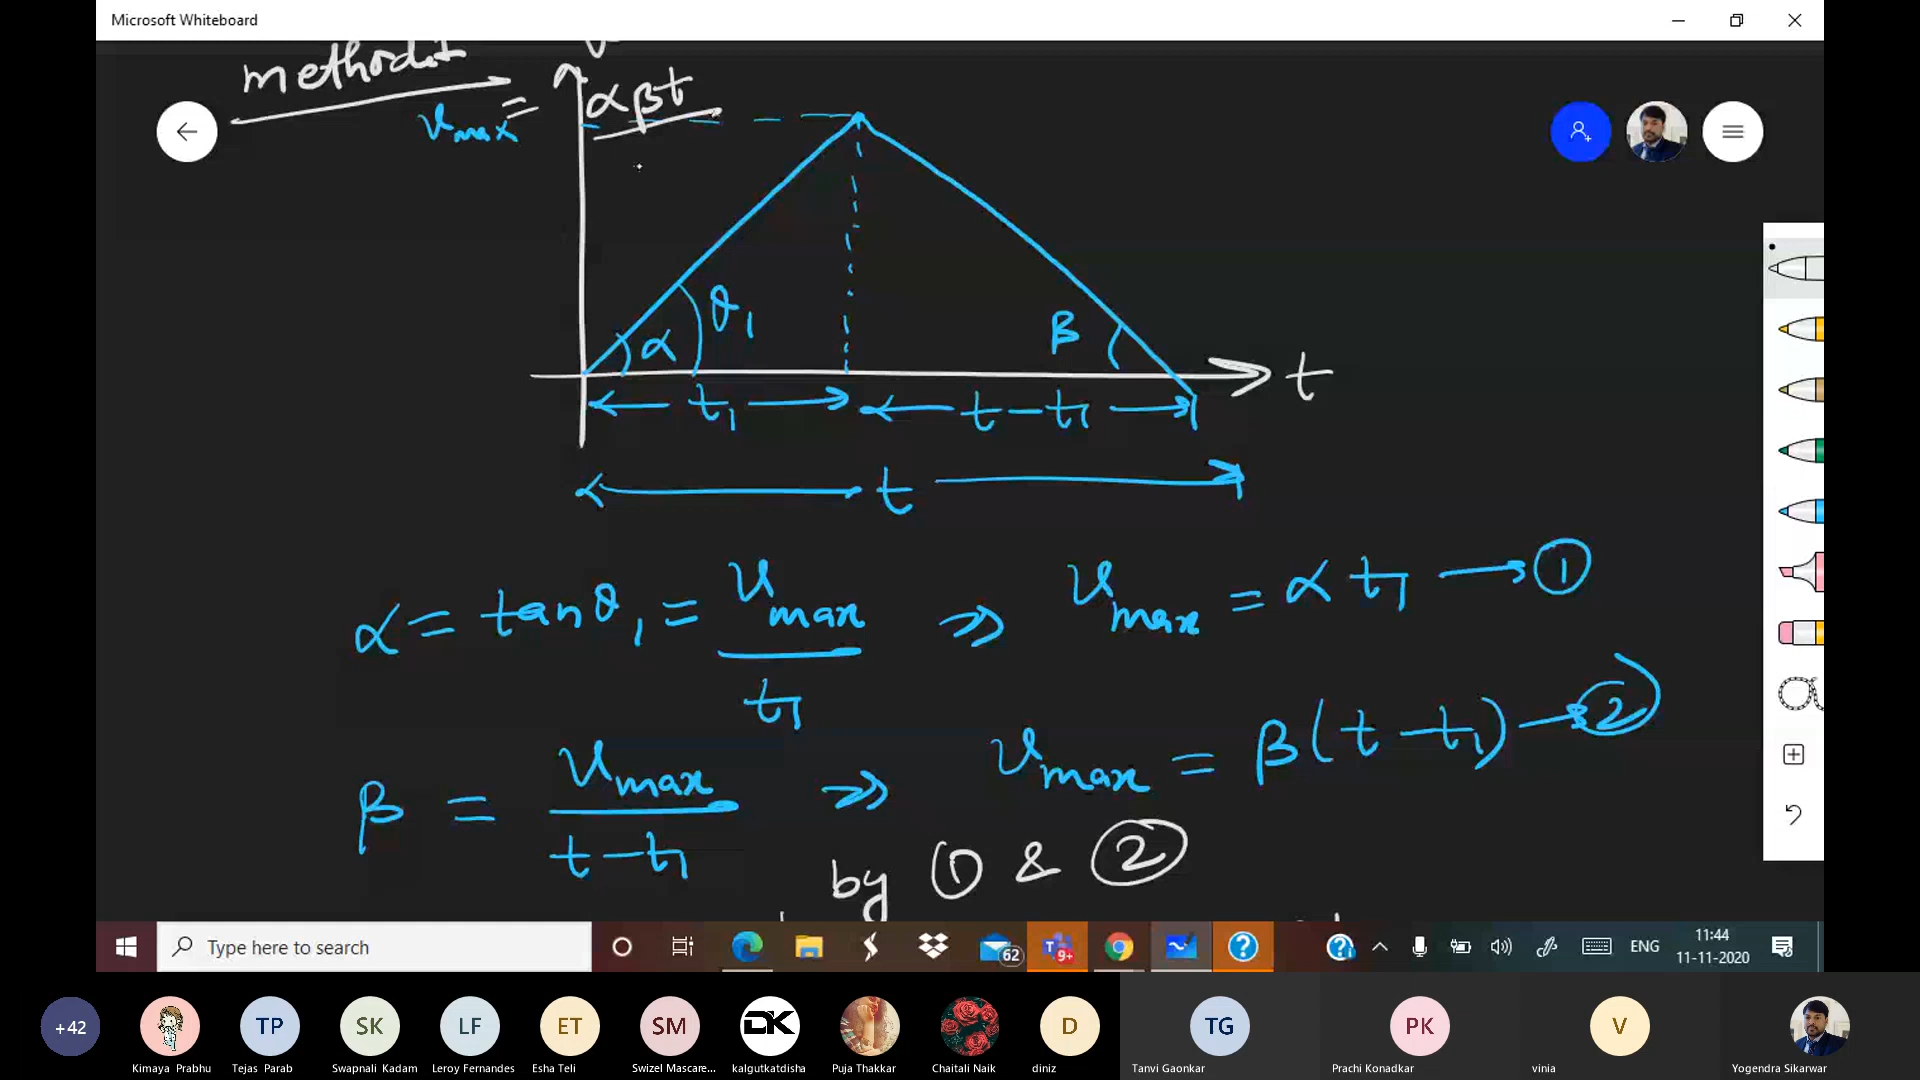 Microsoft Whiteboard
method I
v
vmax = αβt
θ1
α
β
t
t1
t-t1
t
α = tanθ1 = vmax / t1 ⇒ vmax = αt1 → ①
β = vmax / t-t1 ⇒ vmax = β(t-t1) → ②
by ① & ②
Type here to search
62
9+
ENG
11:44
11-11-2020
+42
TP
SK
LF
ET
SM
DK
D
TG
PK
V
Kimaya Prabhu
Tejas Parab
Swapnali Kadam
Leroy Fernandes
Esha Teli
Swizel Mascare...
kalgutkatdisha
Puja Thakkar
Chaitali Naik
diniz
Tanvi Gaonkar
Prachi Konadkar
vinia
Yogendra Sikarwar